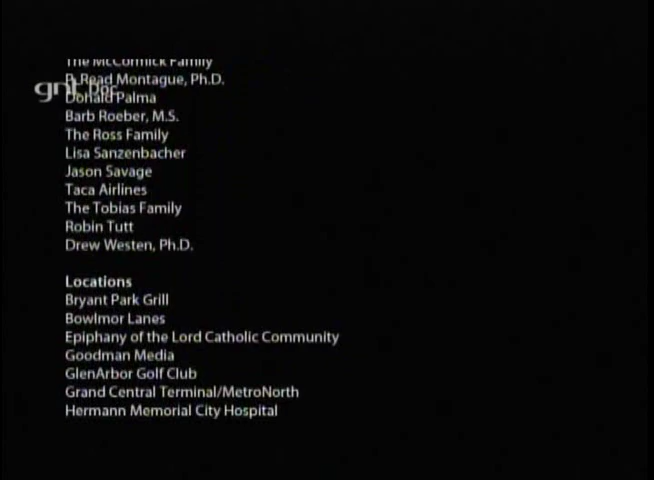 The McCormick Family
P. Read Montague, Ph.D.
gnt.Doc
Donald Palma
Barb Roeber, M.S.
The Ross Family
Lisa Sanzenbacher
Jason Savage
Taca Airlines
The Tobias Family
Robin Tutt
Drew Westen, Ph.D.
Locations
Bryant Park Grill
Bowlmor Lanes
Epiphany of the Lord Catholic Community
Goodman Media
GlenArbor Golf Club
Grand Central Terminal/MetroNorth
Hermann Memorial City Hospital